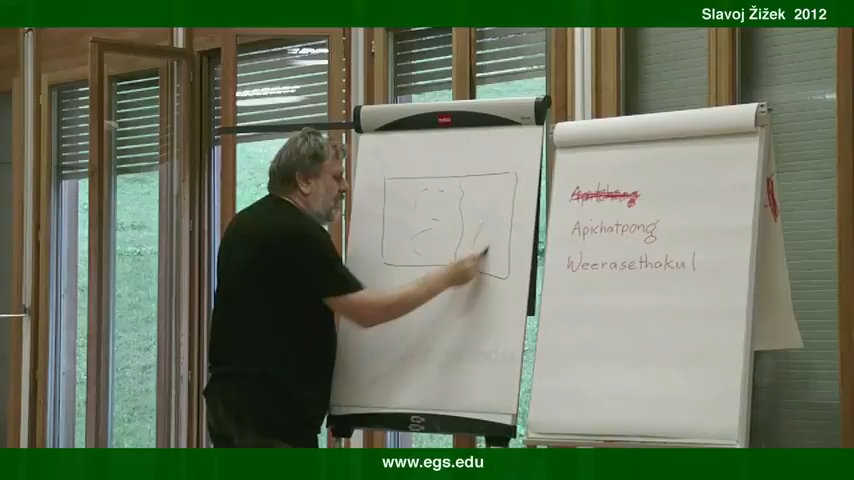 Slavoj Žižek 2012
Apichatpong
Weerasethakul
www.egs.edu